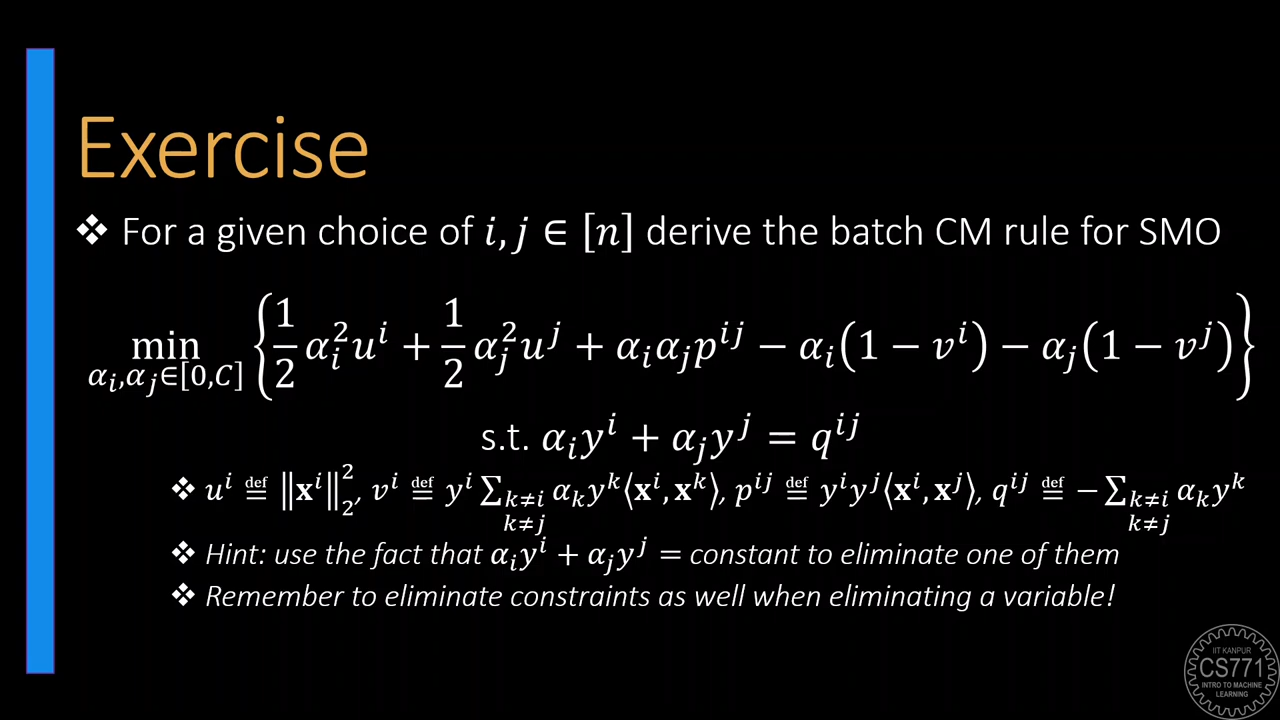 Exercise
❖ For a given choice of 𝑖, 𝑗 ∈ [𝑛] derive the batch CM rule for SMO
min_{α_i,α_j∈[0,C]} { 1/2 α_i^2 u^i + 1/2 α_j^2 u^j + α_i α_j p^{ij} − α_i(1 − v^i) − α_j(1 − v^j) }
s.t. α_i y^i + α_j y^j = q^{ij}
❖ u^i ≝ ‖𝐱^i‖_2^2, v^i ≝ y^i ∑_{k≠i k≠j} α_k y^k ⟨𝐱^i, 𝐱^k⟩, p^{ij} ≝ y^i y^j ⟨𝐱^i, 𝐱^j⟩, q^{ij} ≝ − ∑_{k≠i k≠j} α_k y^k
❖ Hint: use the fact that α_i y^i + α_j y^j = constant to eliminate one of them
❖ Remember to eliminate constraints as well when eliminating a variable!
IIT KANPUR
CS771
INTRO TO MACHINE
LEARNING